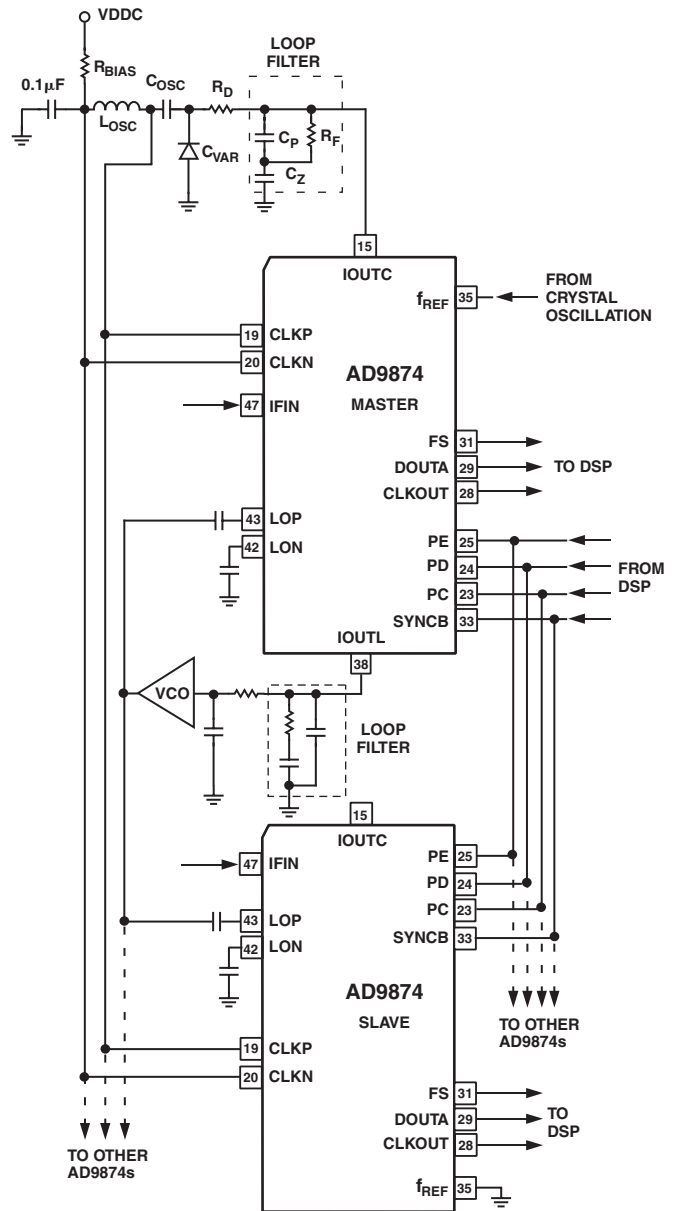 VDDC
LOOP
FILTER
RBIAS
COSC
RD
0.1μF
LOSC
CVAR
CP
RF
CZ
15
IOUTC
fREF
35
FROM
CRYSTAL
OSCILLATION
19
CLKP
20
CLKN
AD9874
MASTER
47
IFIN
FS
31
DOUTA
29
TO DSP
CLKOUT
28
43
LOP
42
LON
PE
25
PD
24
FROM
DSP
PC
23
SYNCB
33
IOUTL
38
VCO
LOOP
FILTER
15
IOUTC
47
IFIN
PE
25
PD
24
43
LOP
PC
23
42
LON
SYNCB
33
AD9874
SLAVE
TO OTHER
AD9874s
19
CLKP
20
CLKN
FS
31
DOUTA
29
TO
DSP
CLKOUT
28
TO OTHER
AD9874s
fREF
35